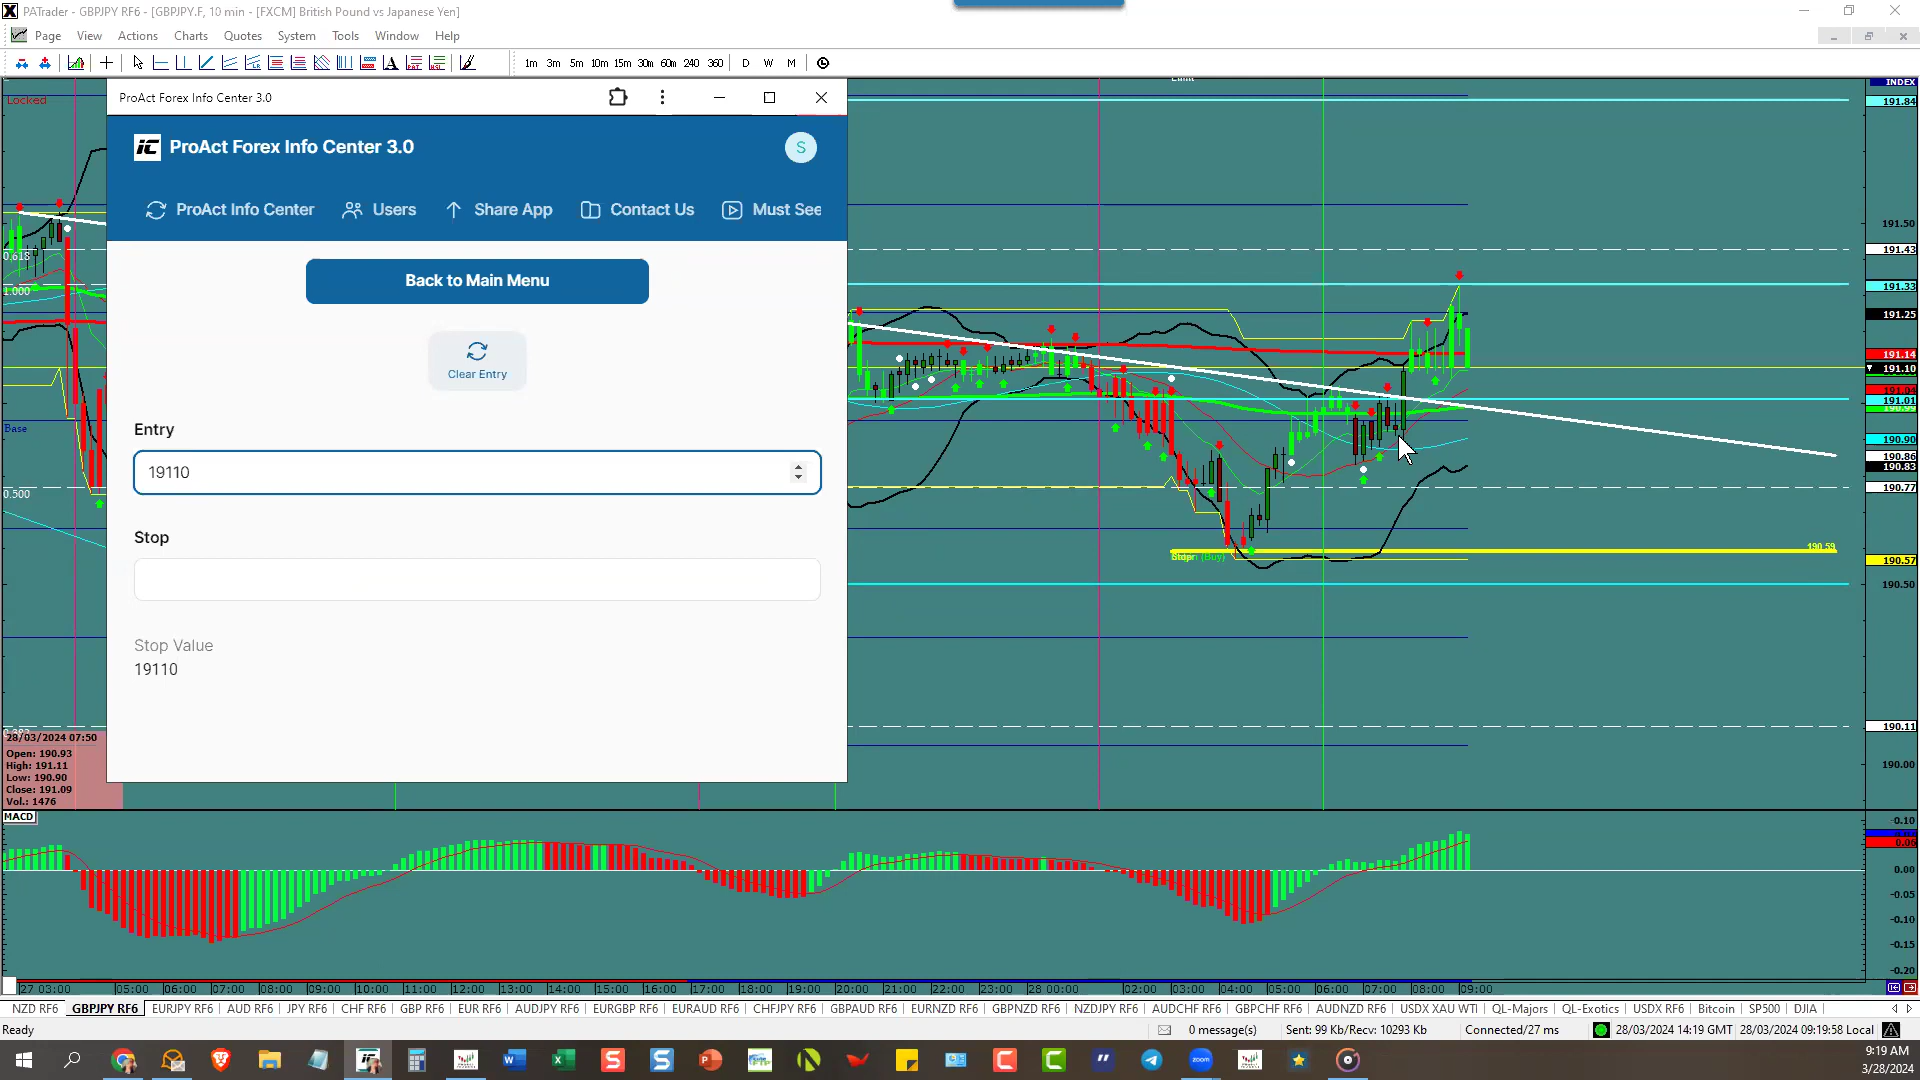 PATrader - GBPJPY RF6 - [GBPJPY.F, 10 min - [FXCM] British Pound vs Japanese Yen]
Page View Actions Charts Quotes System Tools Window Help
1m 3m 5m 10m 15m 30m 60m 240 360 D W M
Locked
0.618
1.000
Base
0.500
ProAct Forex Info Center 3.0
iC ProAct Forex Info Center 3.0
S
ProAct Info Center Users Share App Contact Us Must See
Back to Main Menu
Clear Entry
Entry
19110
Stop
Stop Value
19110
28/03/2024 07:50
Open: 190.93
High: 191.11
Low: 190.90
Close: 191.09
Vol.: 1476
INDEX
191.84
191.50
191.43
191.33
191.25
191.14
191.10
191.04
191.01
190.90
190.86
190.83
190.77
190.59
190.57
190.50
190.11
190.00
MACD
-0.10
0.06
0.00
-0.05
-0.10
-0.15
-0.20
27 03:00 05:00 06:00 07:00 08:00 09:00 10:00 11:00 12:00 13:00 14:00 15:00 16:00 17:00 18:00 19:00 20:00 21:00 22:00 23:00 28 00:00 02:00 03:00 04:00 05:00 06:00 07:00 08:00 09:00
NZD RF6 GBPJPY RF6 EURJPY RF6 AUD RF6 JPY RF6 CHF RF6 GBP RF6 EUR RF6 AUDJPY RF6 EURGBP RF6 EURAUD RF6 CHFJPY RF6 GBPAUD RF6 EURNZD RF6 GBPNZD RF6 NZDJPY RF6 AUDCHF RF6 GBPCHF RF6 AUDNZD RF6 USDX XAU WTI QL-Majors QL-Exotics USDX RF6 Bitcoin SP500 DJIA
Ready 0 message(s) Sent: 99 Kb/Recv: 10293 Kb Connected/27 ms 28/03/2024 14:19 GMT 28/03/2024 09:19:58 Local
zoom
9:19 AM
3/28/2024